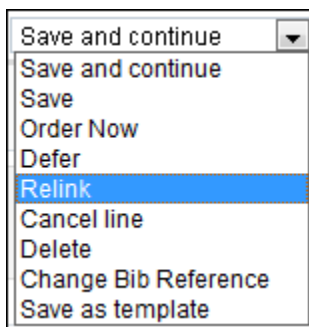 Save and continue
Save and continue
Save
Order Now
Defer
Relink
Cancel line
Delete
Change Bib Reference
Save as template